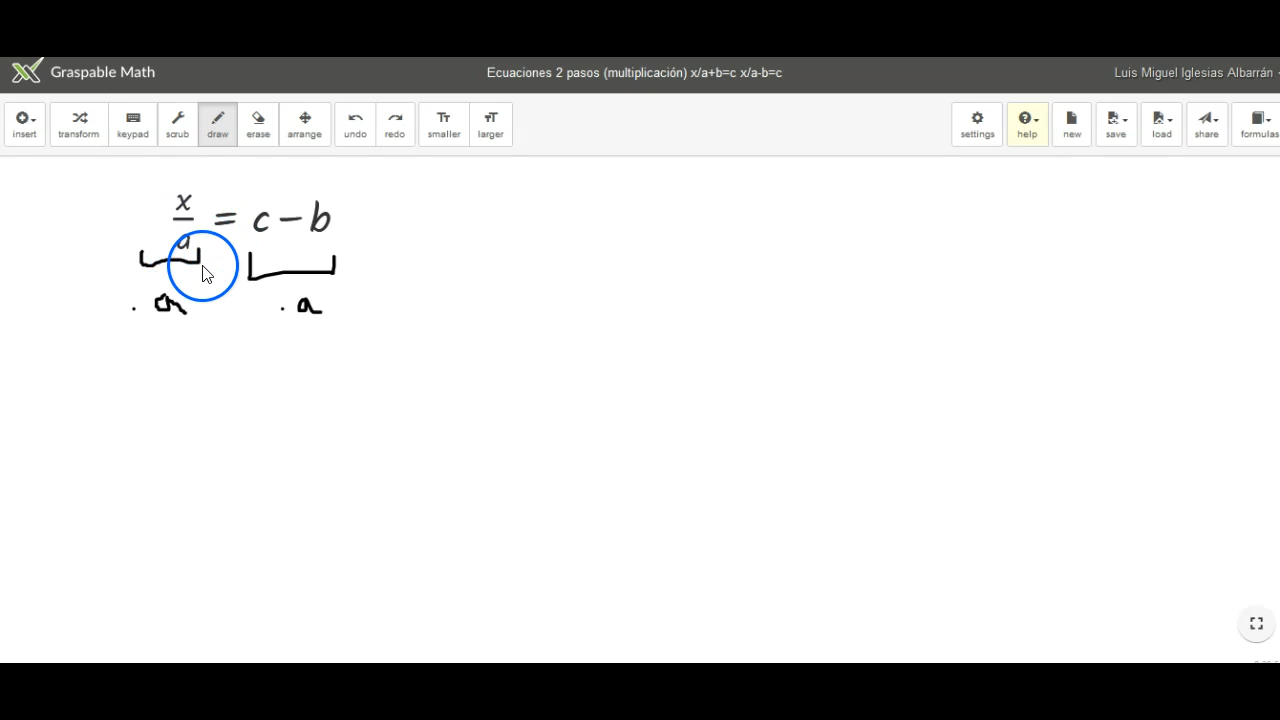 Graspable Math
Ecuaciones 2 pasos (multiplicación) x/a+b=c x/a-b=c
Luis Miguel Iglesias Albarrán
insert
transform
keypad
scrub
draw
erase
arrange
undo
redo
smaller
larger
settings
help
new
save
load
share
formulas
x/a = c − b
. a . a